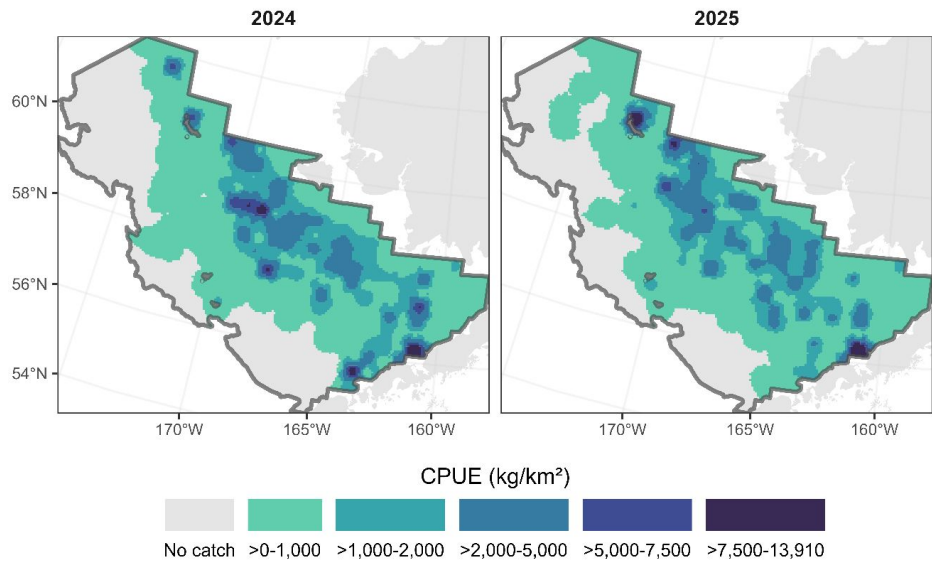 2024
2025
60°N
58°N
56°N
54°N
170°W
165°W
160°W
170°W
165°W
160°W
CPUE (kg/km²)
No catch
>0-1,000
>1,000-2,000
>2,000-5,000
>5,000-7,500
>7,500-13,910